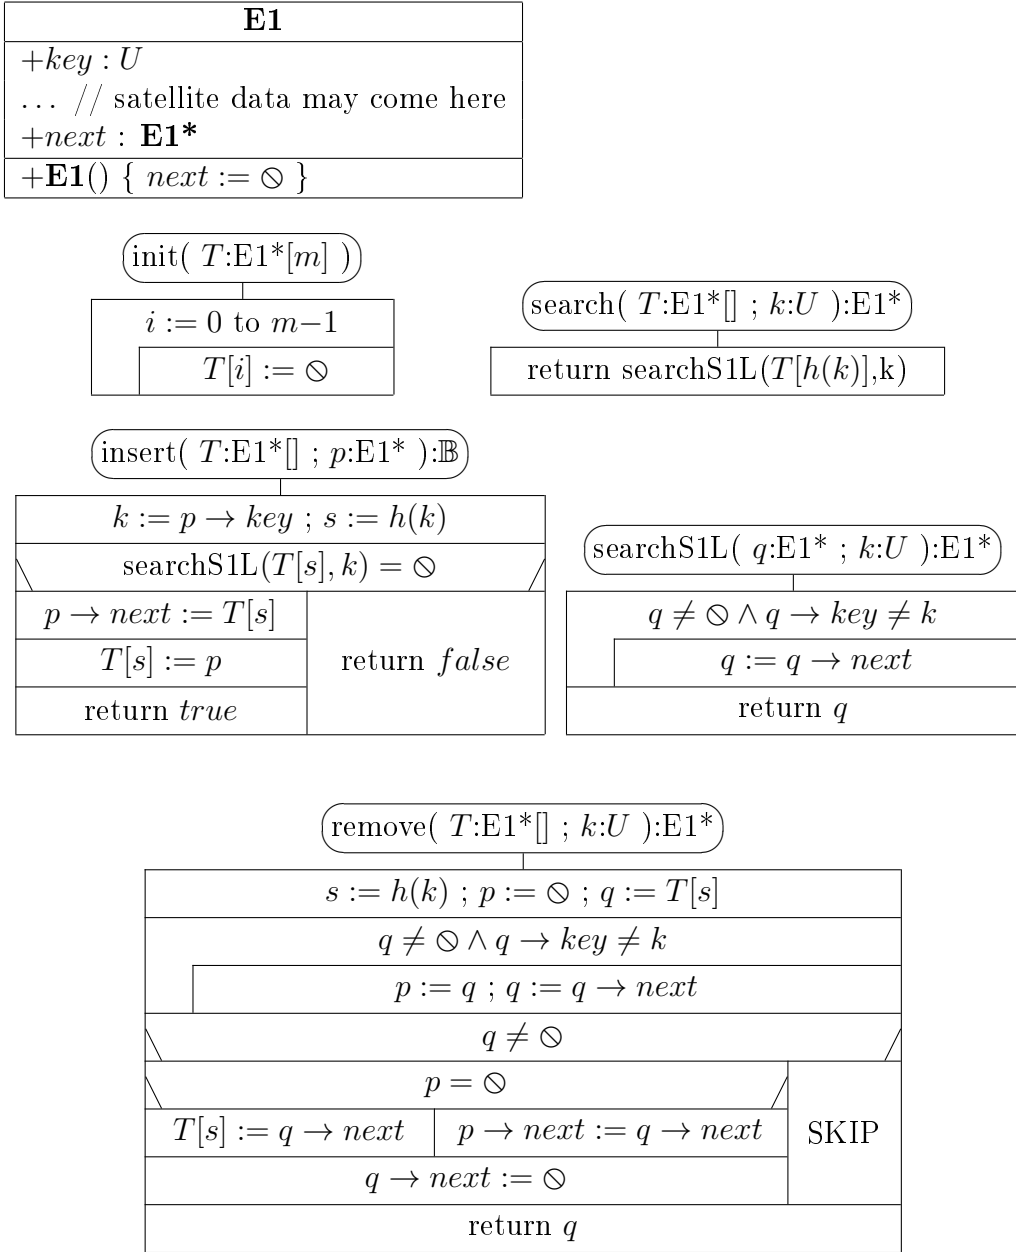 E1
+key : U
... // satellite data may come here
+next : E1*
+E1() { next := ⦸ }
init( T:E1*[m] )
i := 0 to m−1
T[i] := ⦸
search( T:E1*[] ; k:U ):E1*
return searchS1L(T[h(k)],k)
insert( T:E1*[] ; p:E1* ):𝔹
k := p → key ; s := h(k)
searchS1L(T[s], k) = ⦸
p → next := T[s]
T[s] := p
return true
return false
searchS1L( q:E1* ; k:U ):E1*
q ≠ ⦸ ∧ q → key ≠ k
q := q → next
return q
remove( T:E1*[] ; k:U ):E1*
s := h(k) ; p := ⦸ ; q := T[s]
q ≠ ⦸ ∧ q → key ≠ k
p := q ; q := q → next
q ≠ ⦸
p = ⦸
T[s] := q → next
p → next := q → next
SKIP
q → next := ⦸
return q